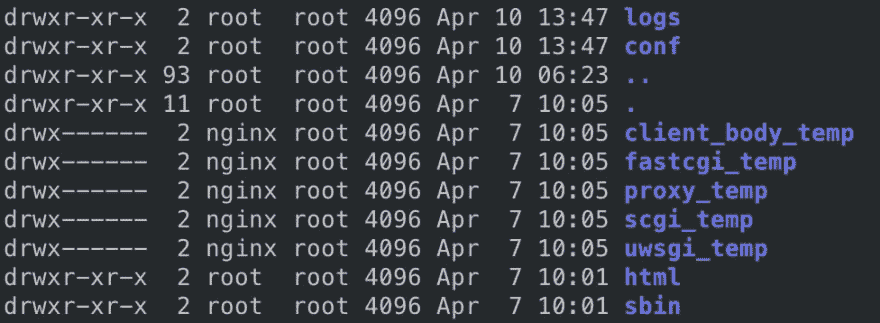 drwxr-xr-x  2 root  root 4096 Apr 10 13:47 logs
drwxr-xr-x  2 root  root 4096 Apr 10 13:47 conf
drwxr-xr-x 93 root  root 4096 Apr 10 06:23 ..
drwxr-xr-x 11 root  root 4096 Apr  7 10:05 .
drwx------  2 nginx root 4096 Apr  7 10:05 client_body_temp
drwx------  2 nginx root 4096 Apr  7 10:05 fastcgi_temp
drwx------  2 nginx root 4096 Apr  7 10:05 proxy_temp
drwx------  2 nginx root 4096 Apr  7 10:05 scgi_temp
drwx------  2 nginx root 4096 Apr  7 10:05 uwsgi_temp
drwxr-xr-x  2 root  root 4096 Apr  7 10:01 html
drwxr-xr-x  2 root  root 4096 Apr  7 10:01 sbin